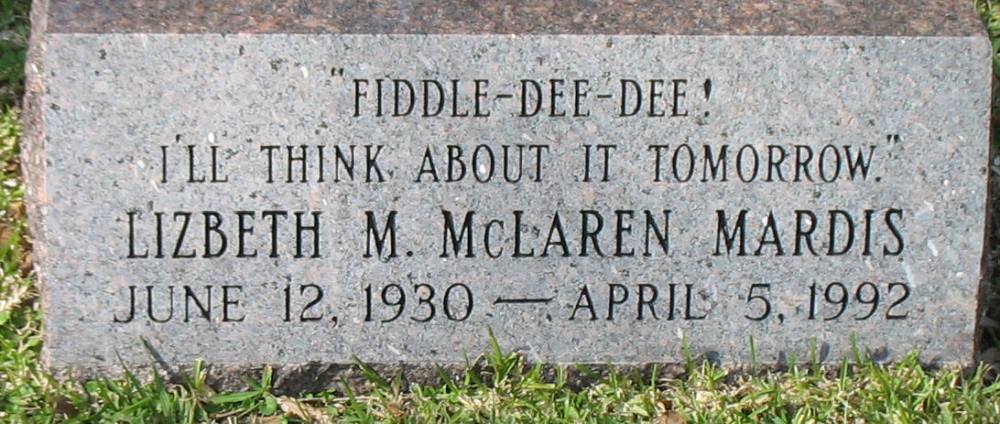 "FIDDLE-DEE-DEE!
I'LL THINK ABOUT IT TOMORROW."
LIZBETH M. McLAREN MARDIS
JUNE 12, 1930 — APRIL 5, 1992